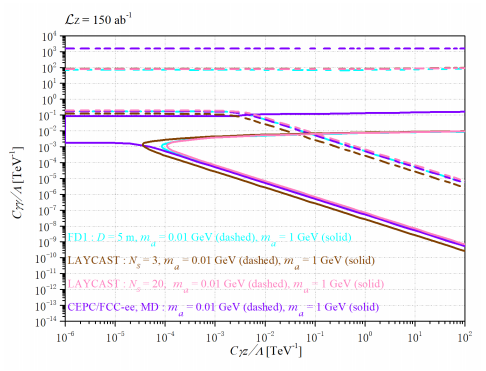 ℒz = 150 ab⁻¹
10⁴
10³
10²
10¹
10⁰
10⁻¹
10⁻²
10⁻³
10⁻⁴
10⁻⁵
10⁻⁶
10⁻⁷
10⁻⁸
10⁻⁹
10⁻¹⁰
10⁻¹¹
10⁻¹²
10⁻¹³
10⁻¹⁴
Cγγ/Λ [TeV⁻¹]
FD1 : D = 5 m, mₐ = 0.01 GeV (dashed), mₐ = 1 GeV (solid)
LAYCAST : Nₛ = 3, mₐ = 0.01 GeV (dashed), mₐ = 1 GeV (solid)
LAYCAST : Nₛ = 20, mₐ = 0.01 GeV (dashed), mₐ = 1 GeV (solid)
CEPC/FCC-ee, MD : mₐ = 0.01 GeV (dashed), mₐ = 1 GeV (solid)
10⁻⁶ 10⁻⁵ 10⁻⁴ 10⁻³ 10⁻² 10⁻¹ 10⁰ 10¹ 10²
Cγz/Λ [TeV⁻¹]